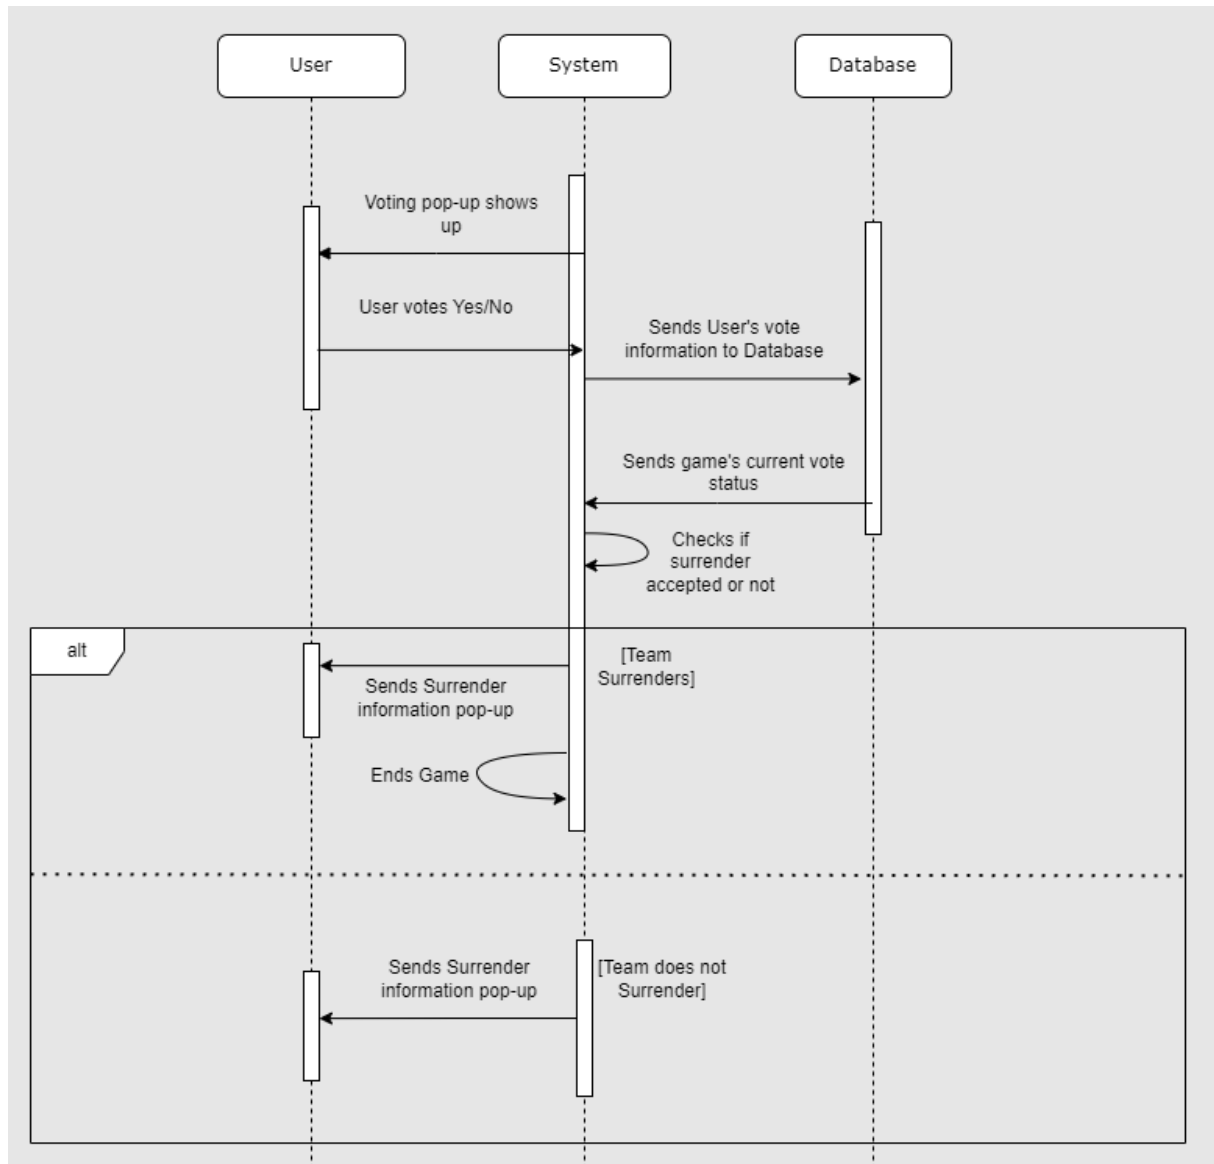 User
System
Database
Voting pop-up shows
up
User votes Yes/No
Sends User's vote
information to Database
Sends game's current vote
status
Checks if
surrender
accepted or not
alt
[Team
Surrenders]
Sends Surrender
information pop-up
Ends Game
Sends Surrender
information pop-up
[Team does not
Surrender]